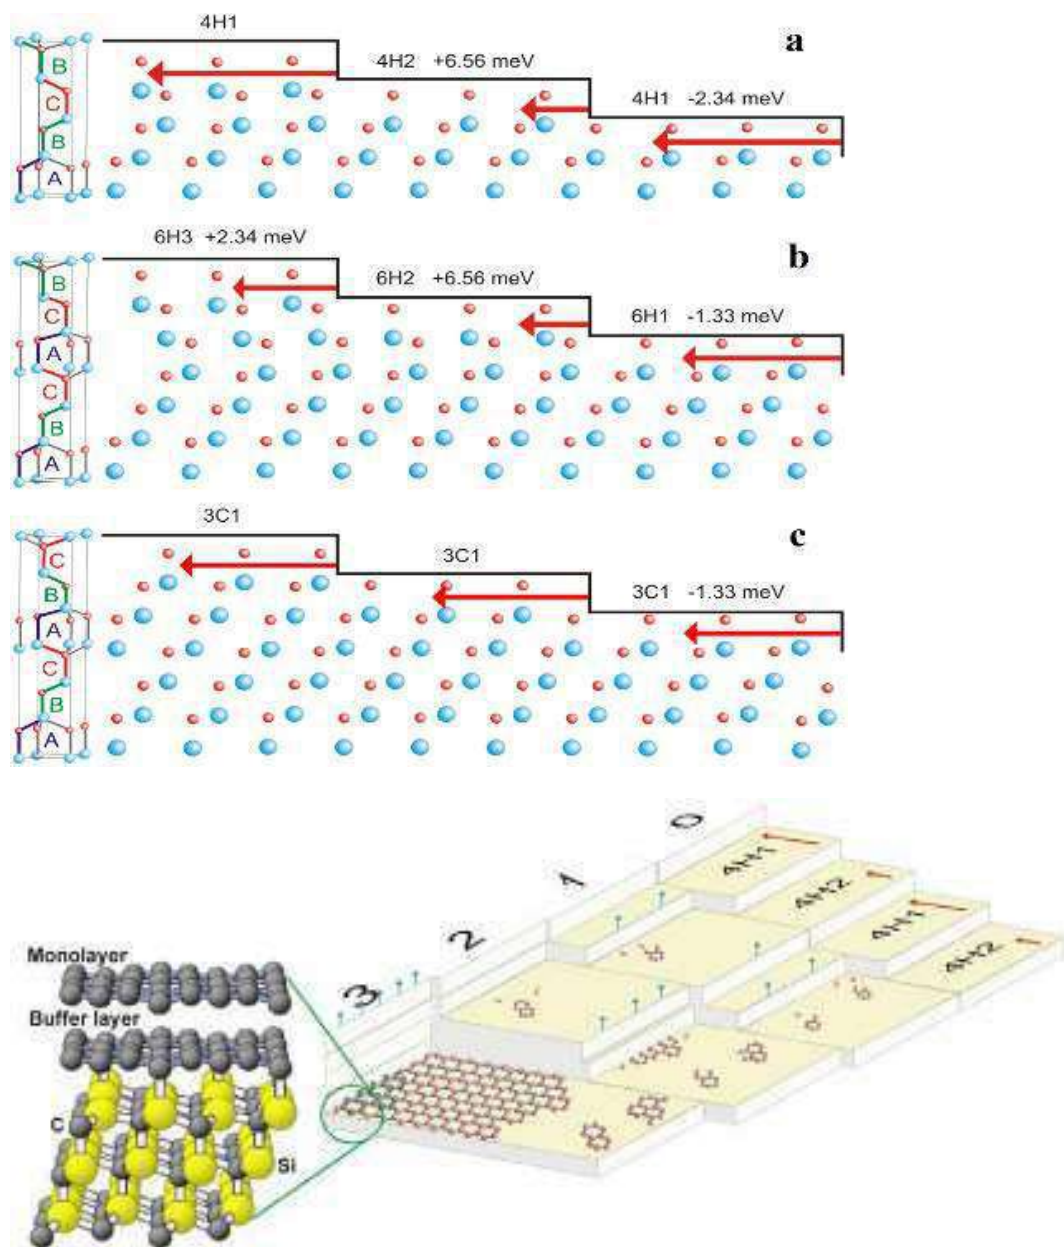 4H1
a
B
4H2 +6.56 meV
C
4H1 -2.34 meV
B
A
6H3 +2.34 meV
b
B
6H2 +6.56 meV
C
6H1 -1.33 meV
A
C
B
A
3C1
c
C
3C1
B
3C1 -1.33 meV
A
C
B
A
0
4H1
1
4H2
2
4H1
Monolayer
4H2
3
Buffer layer
C
Si